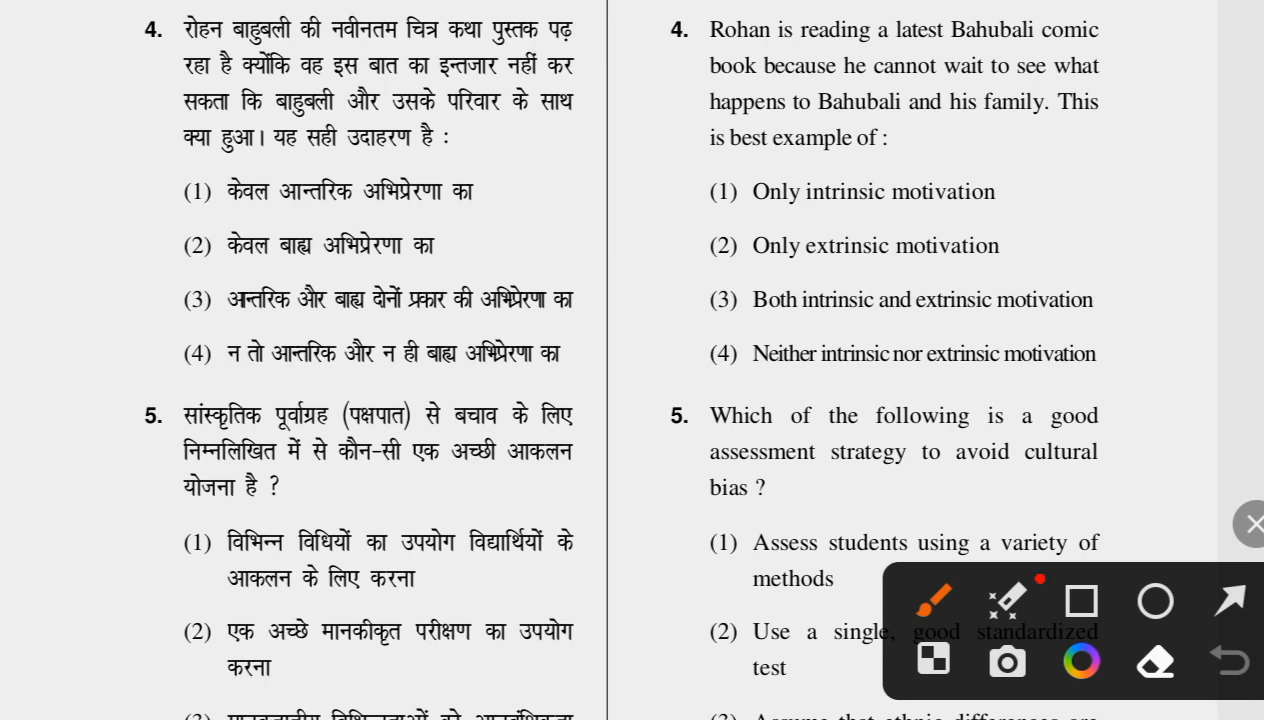 4. रोहन बाहुबली की नवीनतम चित्र कथा पुस्तक पढ़
रहा है क्योंकि वह इस बात का इन्तजार नहीं कर
सकता कि बाहुबली और उसके परिवार के साथ
क्या हुआ। यह सही उदाहरण है :
(1) केवल आन्तरिक अभिप्रेरणा का
(2) केवल बाह्य अभिप्रेरणा का
(3) आन्तरिक और बाह्य दोनों प्रकार की अभिप्रेरणा का
(4) न तो आन्तरिक और न ही बाह्य अभिप्रेरणा का
5. सांस्कृतिक पूर्वाग्रह (पक्षपात) से बचाव के लिए
निम्नलिखित में से कौन-सी एक अच्छी आकलन
योजना है ?
(1) विभिन्न विधियों का उपयोग विद्यार्थियों के
आकलन के लिए करना
(2) एक अच्छे मानकीकृत परीक्षण का उपयोग
करना
4. Rohan is reading a latest Bahubali comic
book because he cannot wait to see what
happens to Bahubali and his family. This
is best example of :
(1) Only intrinsic motivation
(2) Only extrinsic motivation
(3) Both intrinsic and extrinsic motivation
(4) Neither intrinsic nor extrinsic motivation
5. Which of the following is a good
assessment strategy to avoid cultural
bias ?
(1) Assess students using a variety of
methods
(2) Use a single, good standardized
test
(3) Assume that ethnic differences are